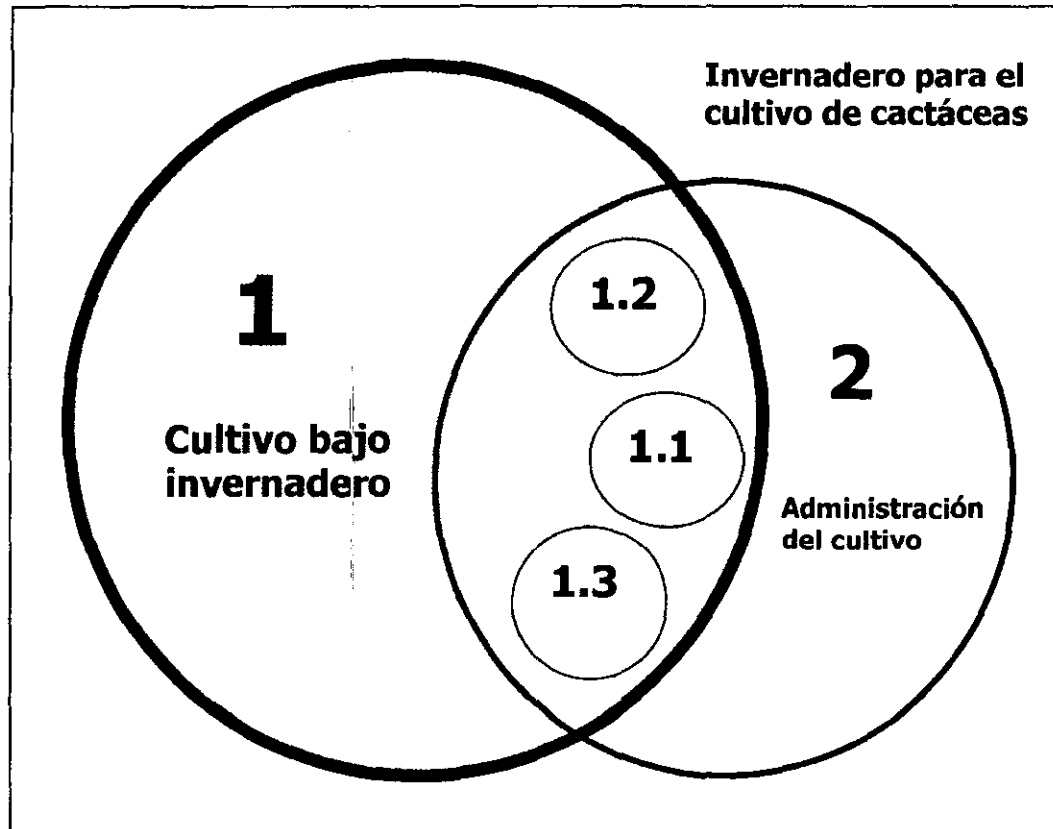 Invernadero para el
cultivo de cactáceas
1
Cultivo bajo
invernadero
1.2
1.1
1.3
2
Administración
del cultivo